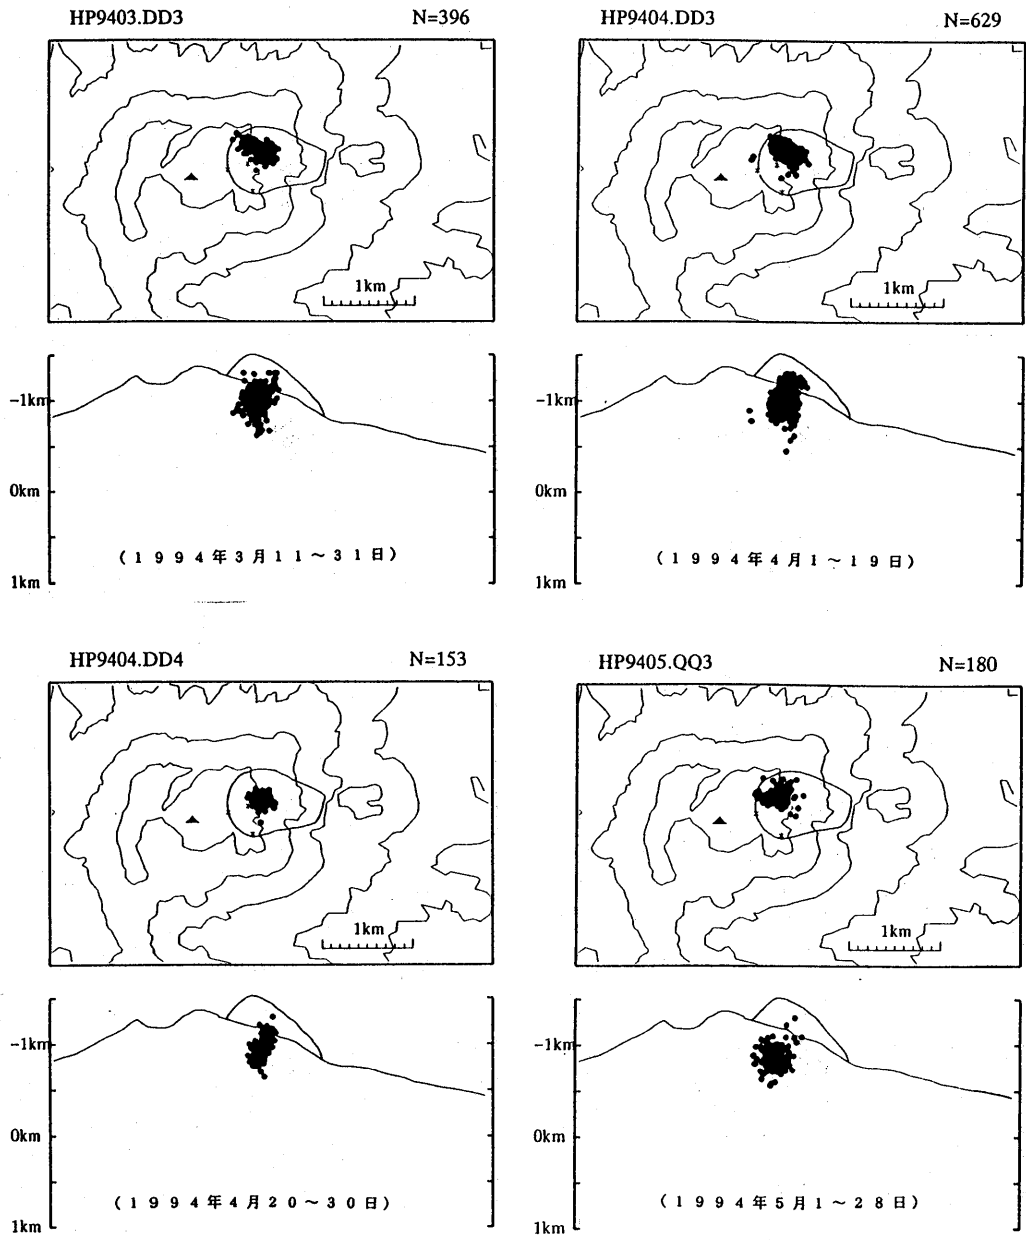 HP9403.DD3 N=396
1km
-1km
0km
(1994年3月11~31日)
1km
HP9404.DD3 N=629
1km
-1km
0km
(1994年4月1~19日)
1km
HP9404.DD4 N=153
1km
-1km
0km
(1994年4月20~30日)
1km
HP9405.QQ3 N=180
1km
-1km
0km
(1994年5月1~28日)
1km